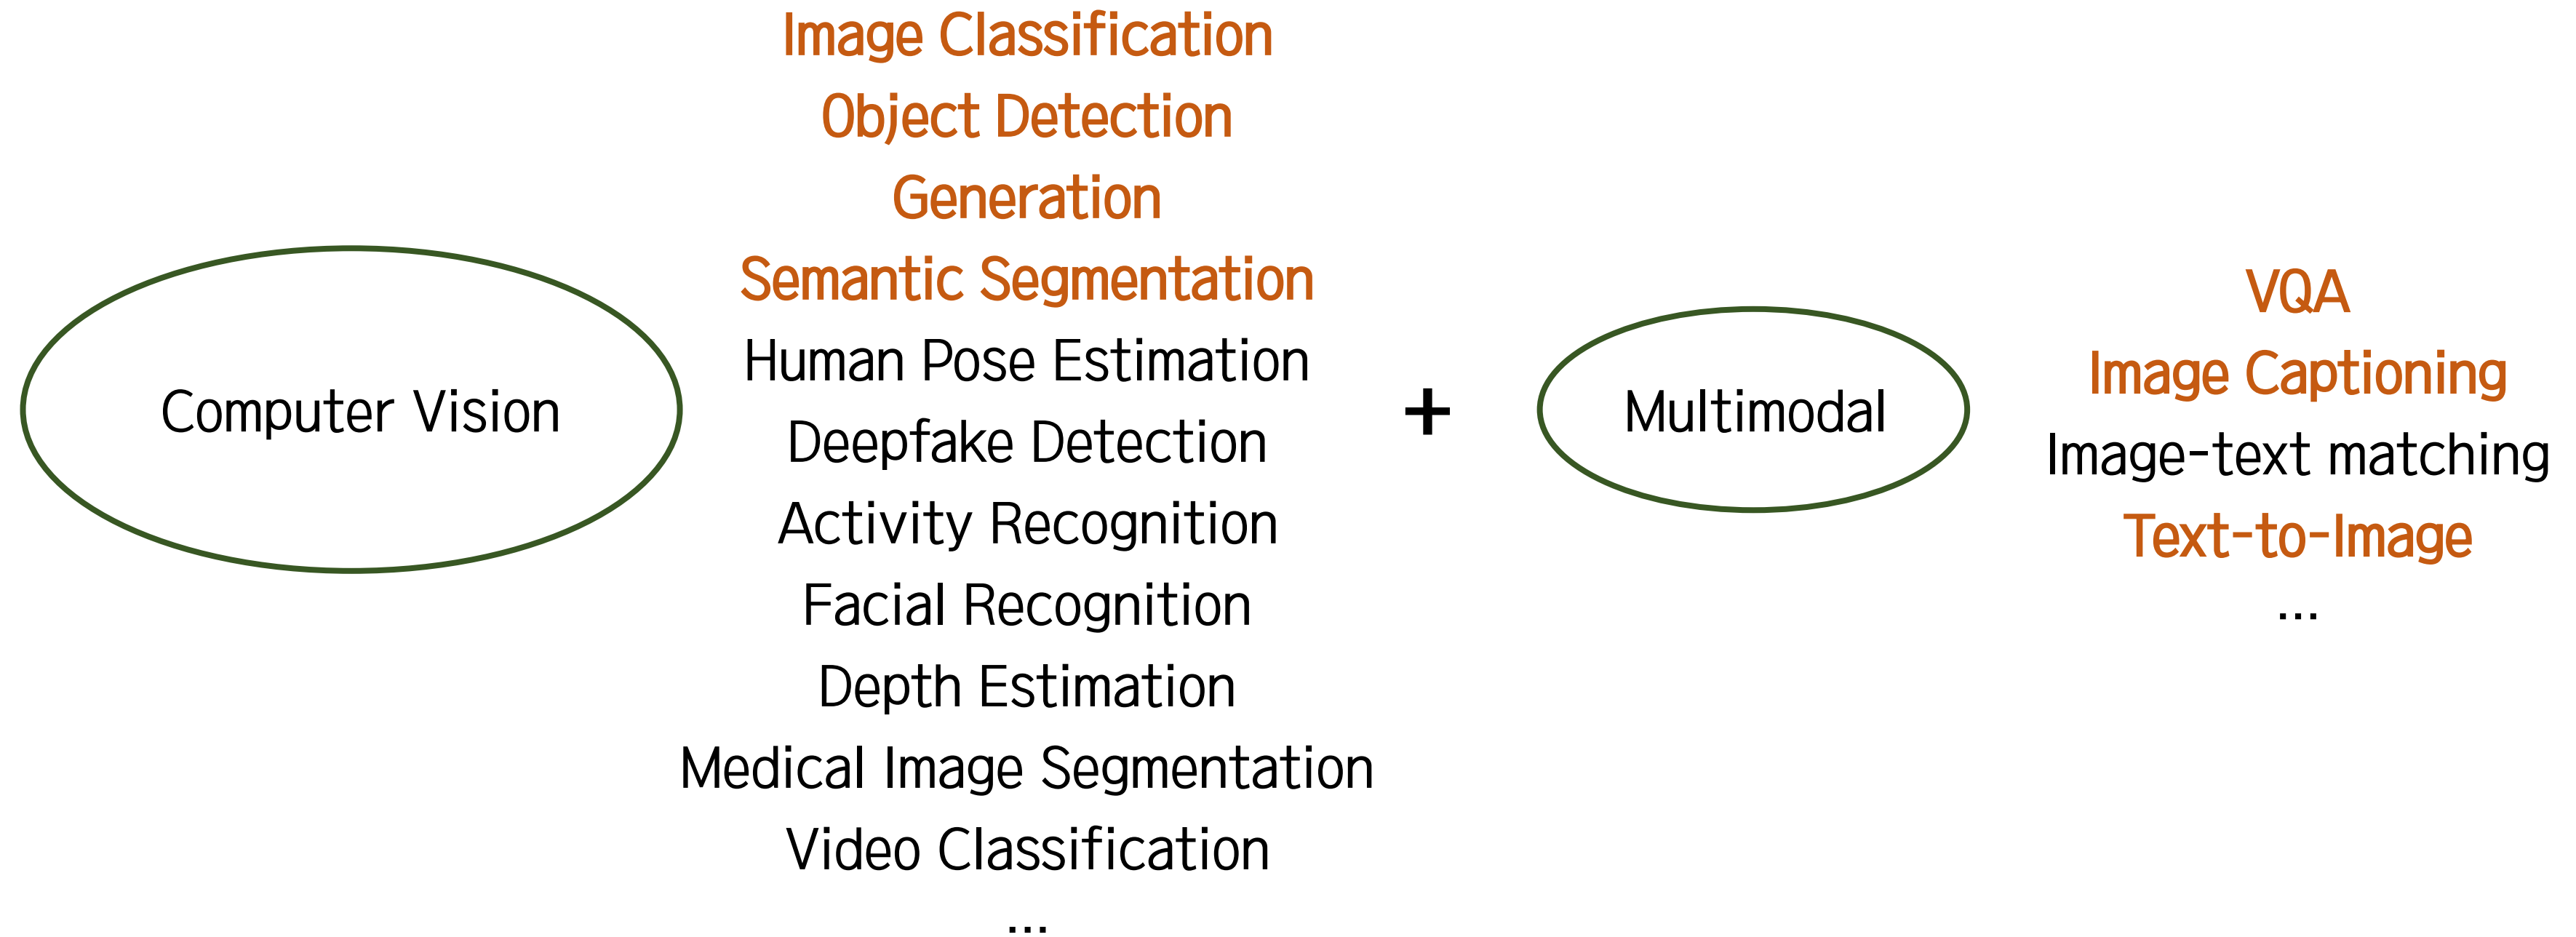 Computer Vision
Image Classification
Object Detection
Generation
Semantic Segmentation
Human Pose Estimation
Deepfake Detection
Activity Recognition
Facial Recognition
Depth Estimation
Medical Image Segmentation
Video Classification
...
+
Multimodal
VQA
Image Captioning
Image-text matching
Text-to-Image
...